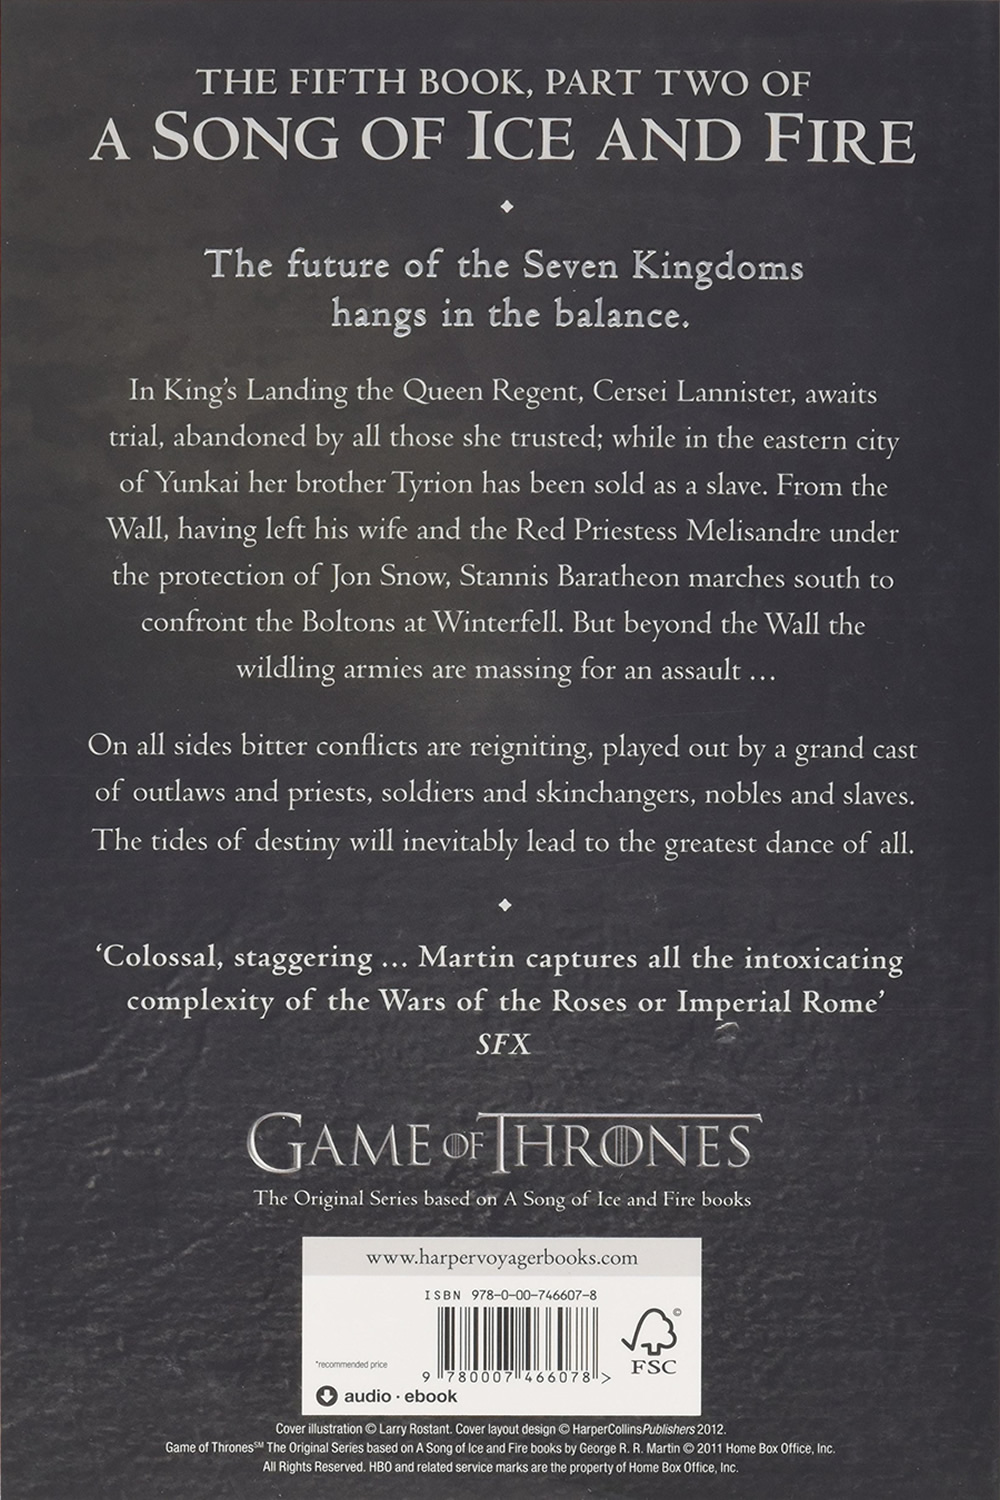 THE FIFTH BOOK, PART TWO OF
A SONG OF ICE AND FIRE
The future of the Seven Kingdoms
hangs in the balance.
In King's Landing the Queen Regent, Cersei Lannister, awaits
trial, abandoned by all those she trusted; while in the eastern city
of Yunkai her brother Tyrion has been sold as a slave. From the
Wall, having left his wife and the Red Priestess Melisandre under
the protection of Jon Snow, Stannis Baratheon marches south to
confront the Boltons at Winterfell. But beyond the Wall the
wildling armies are massing for an assault …
On all sides bitter conflicts are reigniting, played out by a grand cast
of outlaws and priests, soldiers and skinchangers, nobles and slaves.
The tides of destiny will inevitably lead to the greatest dance of all.
‘Colossal, staggering … Martin captures all the intoxicating
complexity of the Wars of the Roses or Imperial Rome’
SFX
GAME OF THRONES
The Original Series based on A Song of Ice and Fire books
www.harpervoyagerbooks.com
ISBN 978-0-00-746607-8
©
FSC
*recommended price
9 780007 466078 >
audio · ebook
Cover illustration © Larry Rostant. Cover layout design © HarperCollinsPublishers 2012.
Game of Thrones℠ The Original Series based on A Song of Ice and Fire books by George R. R. Martin © 2011 Home Box Office, Inc.
All Rights Reserved. HBO and related service marks are the property of Home Box Office, Inc.